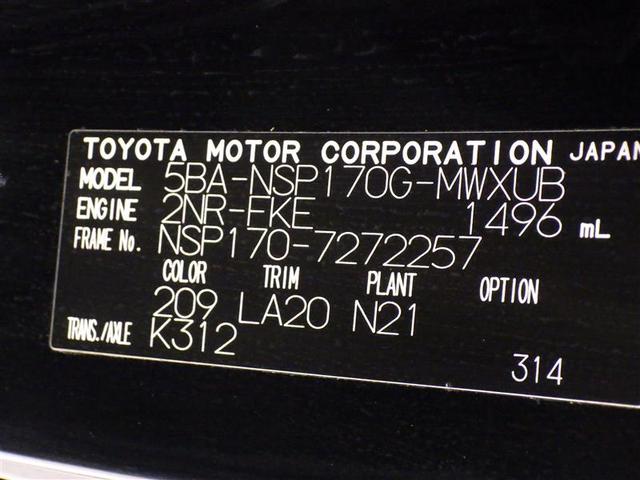 TOYOTA MOTOR CORPORATION JAPAN
MODEL 5BA-NSP170G-MWXUB
ENGINE 2NR-FKE 1496 mL
FRAME No. NSP170-7272257
COLOR TRIM PLANT OPTION
209 LA20 N21
TRANS./AXLE K312
314